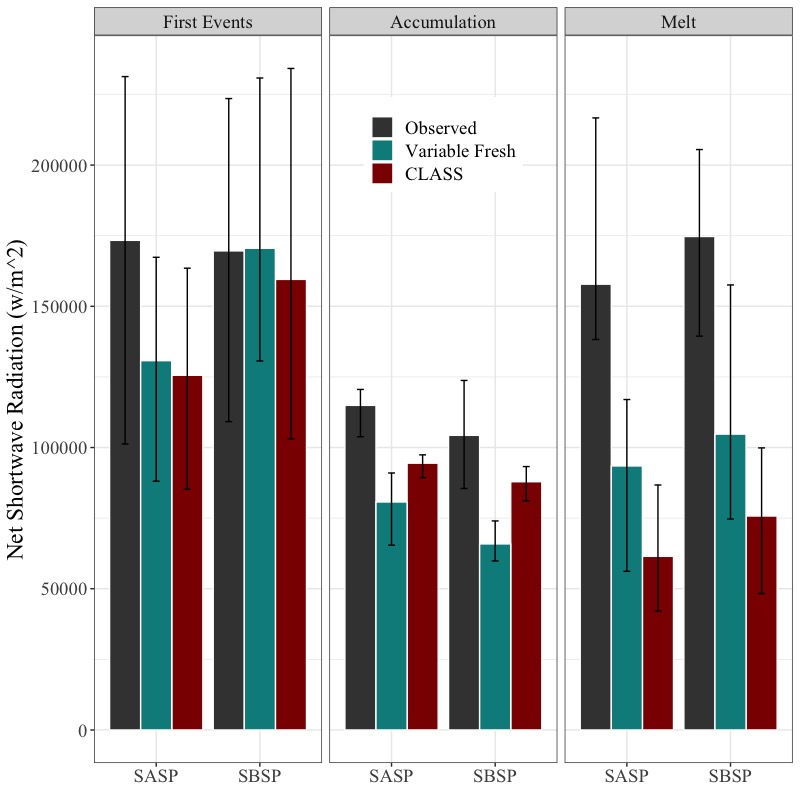 First Events
Accumulation
Melt
Observed
Variable Fresh
CLASS
Net Shortwave Radiation (w/m^2)
200000
150000
100000
50000
0
SASP
SBSP
SASP
SBSP
SASP
SBSP